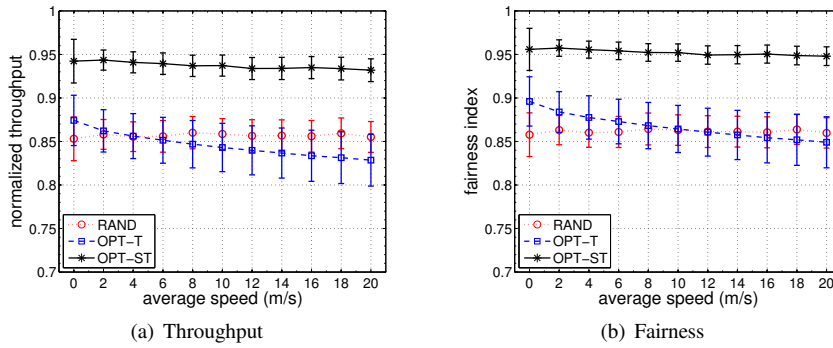 1
0.95
0.9
0.85
0.8
0.75
0.7
normalized throughput
RAND
OPT-T
OPT-ST
0 2 4 6 8 10 12 14 16 18 20
average speed (m/s)
(a) Throughput
1
0.95
0.9
0.85
0.8
0.75
0.7
fairness index
RAND
OPT-T
OPT-ST
0 2 4 6 8 10 12 14 16 18 20
average speed (m/s)
(b) Fairness